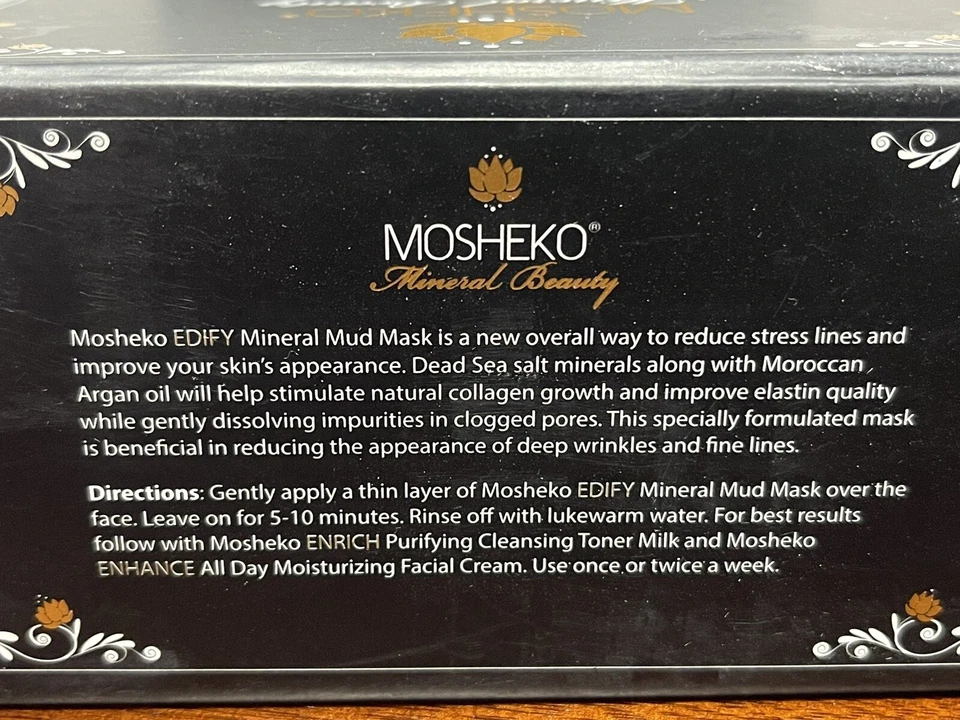 MOSHEKO®
Mineral Beauty
Mosheko EDIFY Mineral Mud Mask is a new overall way to reduce stress lines and
improve your skin's appearance. Dead Sea salt minerals along with Moroccan
Argan oil will help stimulate natural collagen growth and improve elastin quality
while gently dissolving impurities in clogged pores. This specially formulated mask
is beneficial in reducing the appearance of deep wrinkles and fine lines.
Directions: Gently apply a thin layer of Mosheko EDIFY Mineral Mud Mask over the
face. Leave on for 5-10 minutes. Rinse off with lukewarm water. For best results
follow with Mosheko ENRICH Purifying Cleansing Toner Milk and Mosheko
ENHANCE All Day Moisturizing Facial Cream. Use once or twice a week.